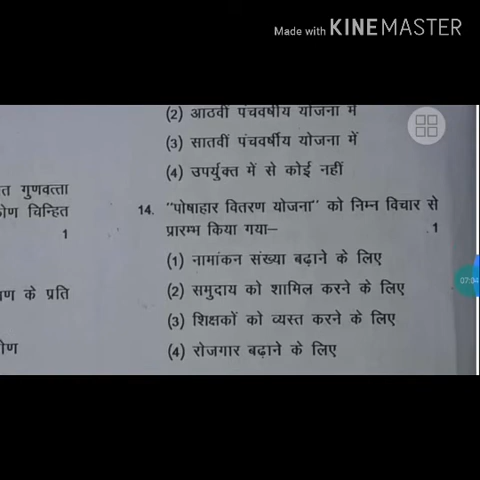 Made with KINEMASTER
(2) आठवीं पंचवर्षीय योजना में
(3) सातवीं पंचवर्षीय योजना में
(4) उपर्युक्त में से कोई नहीं
त गुणवत्ता
चिन्हित
1
ण के प्रति
14. "पोषाहार वितरण योजना" को निम्न विचार से
प्रारम्भ किया गया– 1
(1) नामांकन संख्या बढ़ाने के लिए
(2) समुदाय को शामिल करने के लिए
(3) शिक्षकों को व्यस्त करने के लिए
(4) रोजगार बढ़ाने के लिए